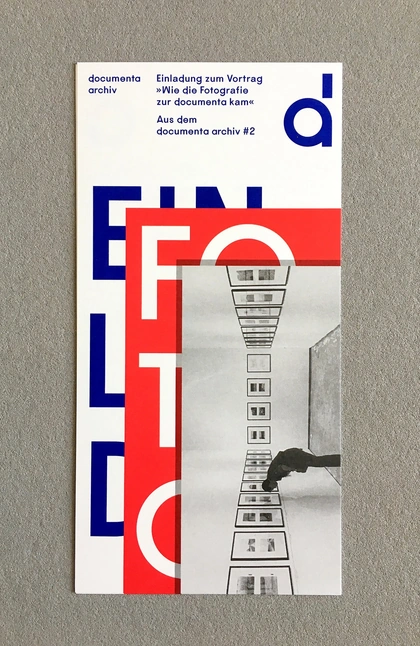 documenta
archiv
Einladung zum Vortrag
»Wie die Fotografie
zur documenta kam«
Aus dem
documenta archiv #2
d
EIN
L
D
FO
T
O